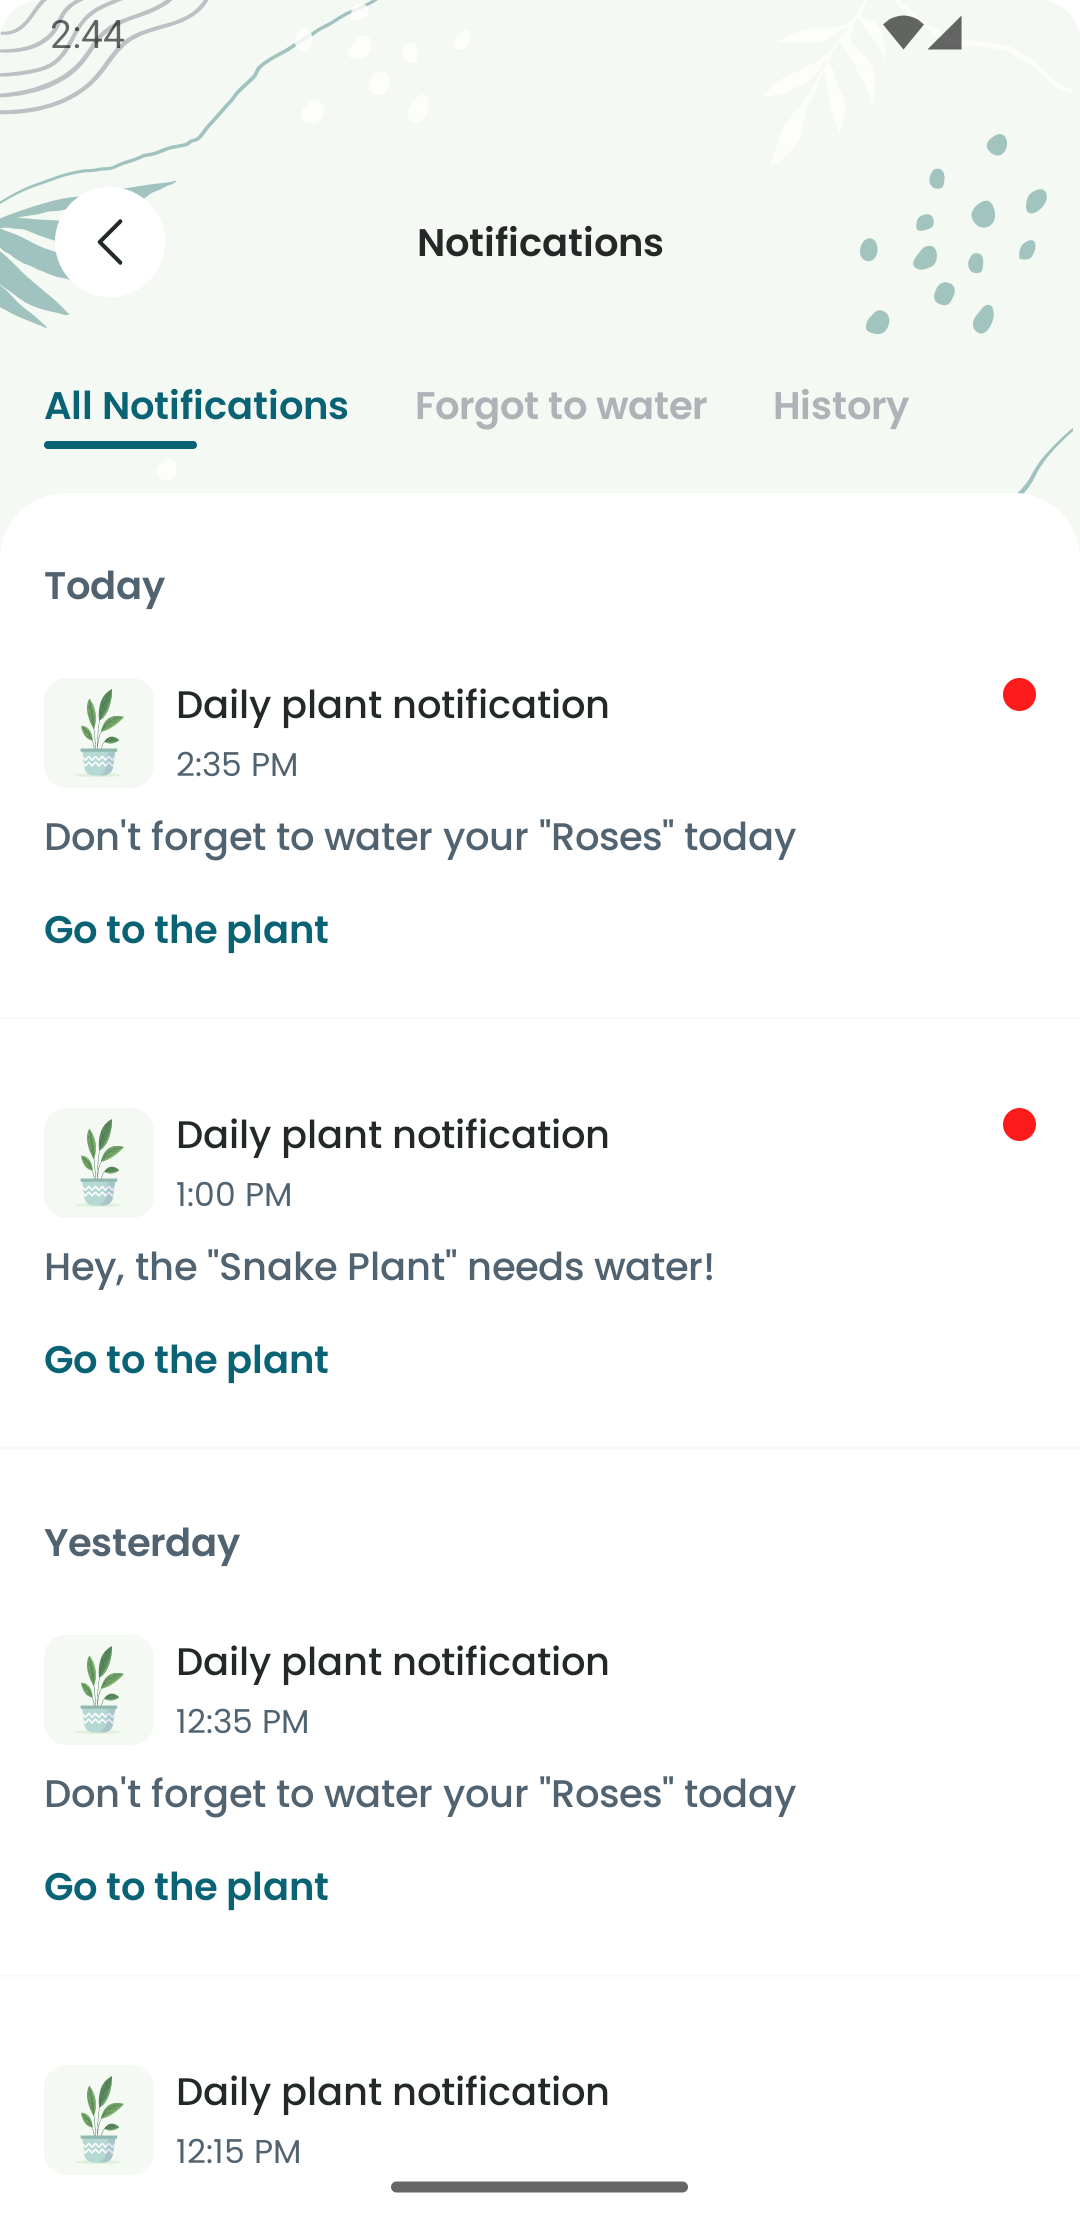 2:44
Notifications
All Notifications
Forgot to water
History
Today
Daily plant notification
2:35 PM
Don't forget to water your "Roses" today
Go to the plant
Daily plant notification
1:00 PM
Hey, the "Snake Plant" needs water!
Go to the plant
Yesterday
Daily plant notification
12:35 PM
Don't forget to water your "Roses" today
Go to the plant
Daily plant notification
12:15 PM